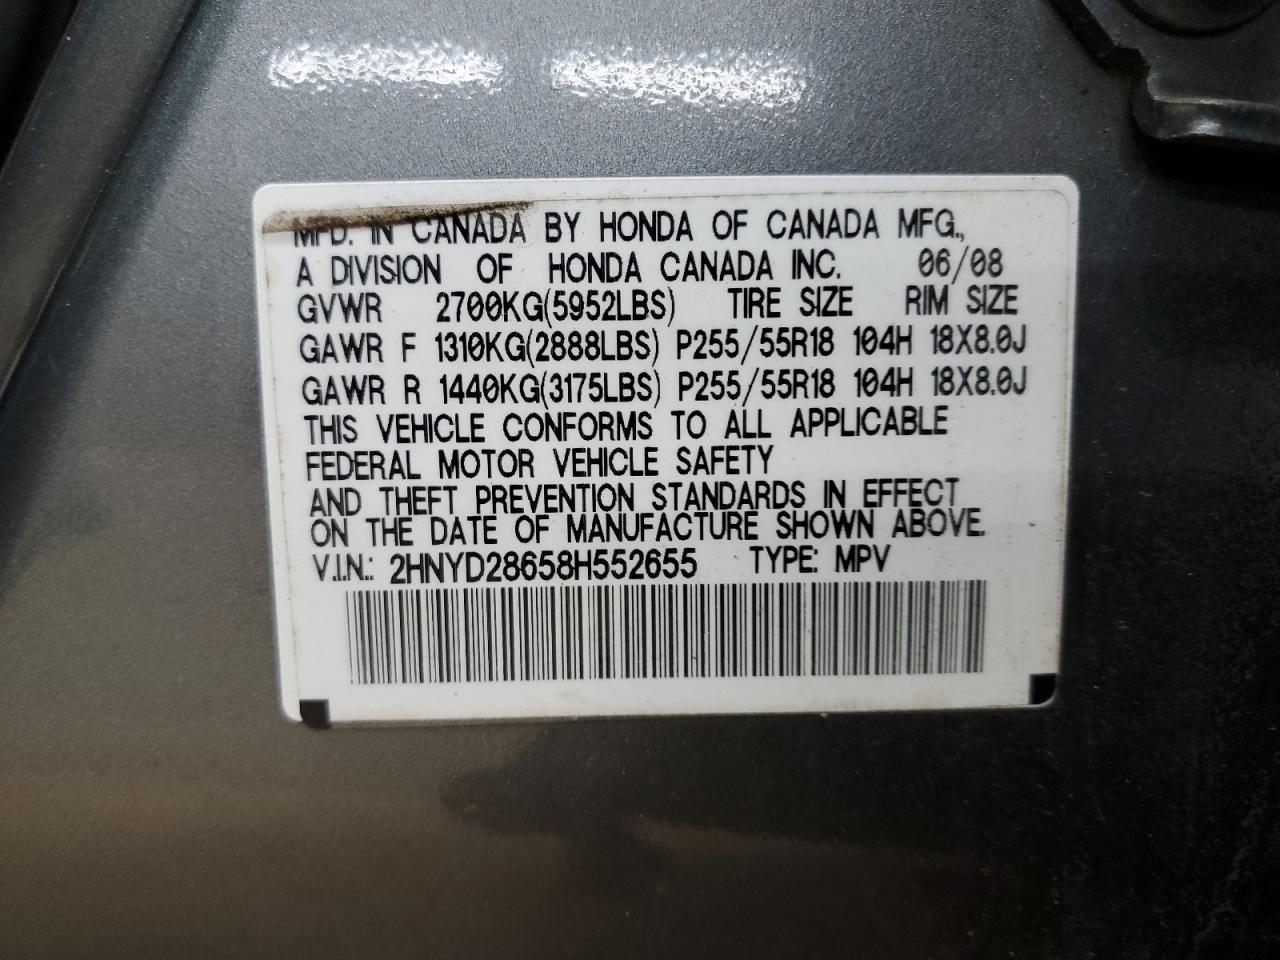 MFD. IN CANADA BY HONDA OF CANADA MFG.,
A DIVISION OF HONDA CANADA INC. 06/08
GVWR 2700KG(5952LBS) TIRE SIZE RIM SIZE
GAWR F 1310KG(2888LBS) P255/55R18 104H 18X8.0J
GAWR R 1440KG(3175LBS) P255/55R18 104H 18X8.0J
THIS VEHICLE CONFORMS TO ALL APPLICABLE
FEDERAL MOTOR VEHICLE SAFETY
AND THEFT PREVENTION STANDARDS IN EFFECT
ON THE DATE OF MANUFACTURE SHOWN ABOVE.
V.I.N.: 2HNYD28658H552655 TYPE: MPV